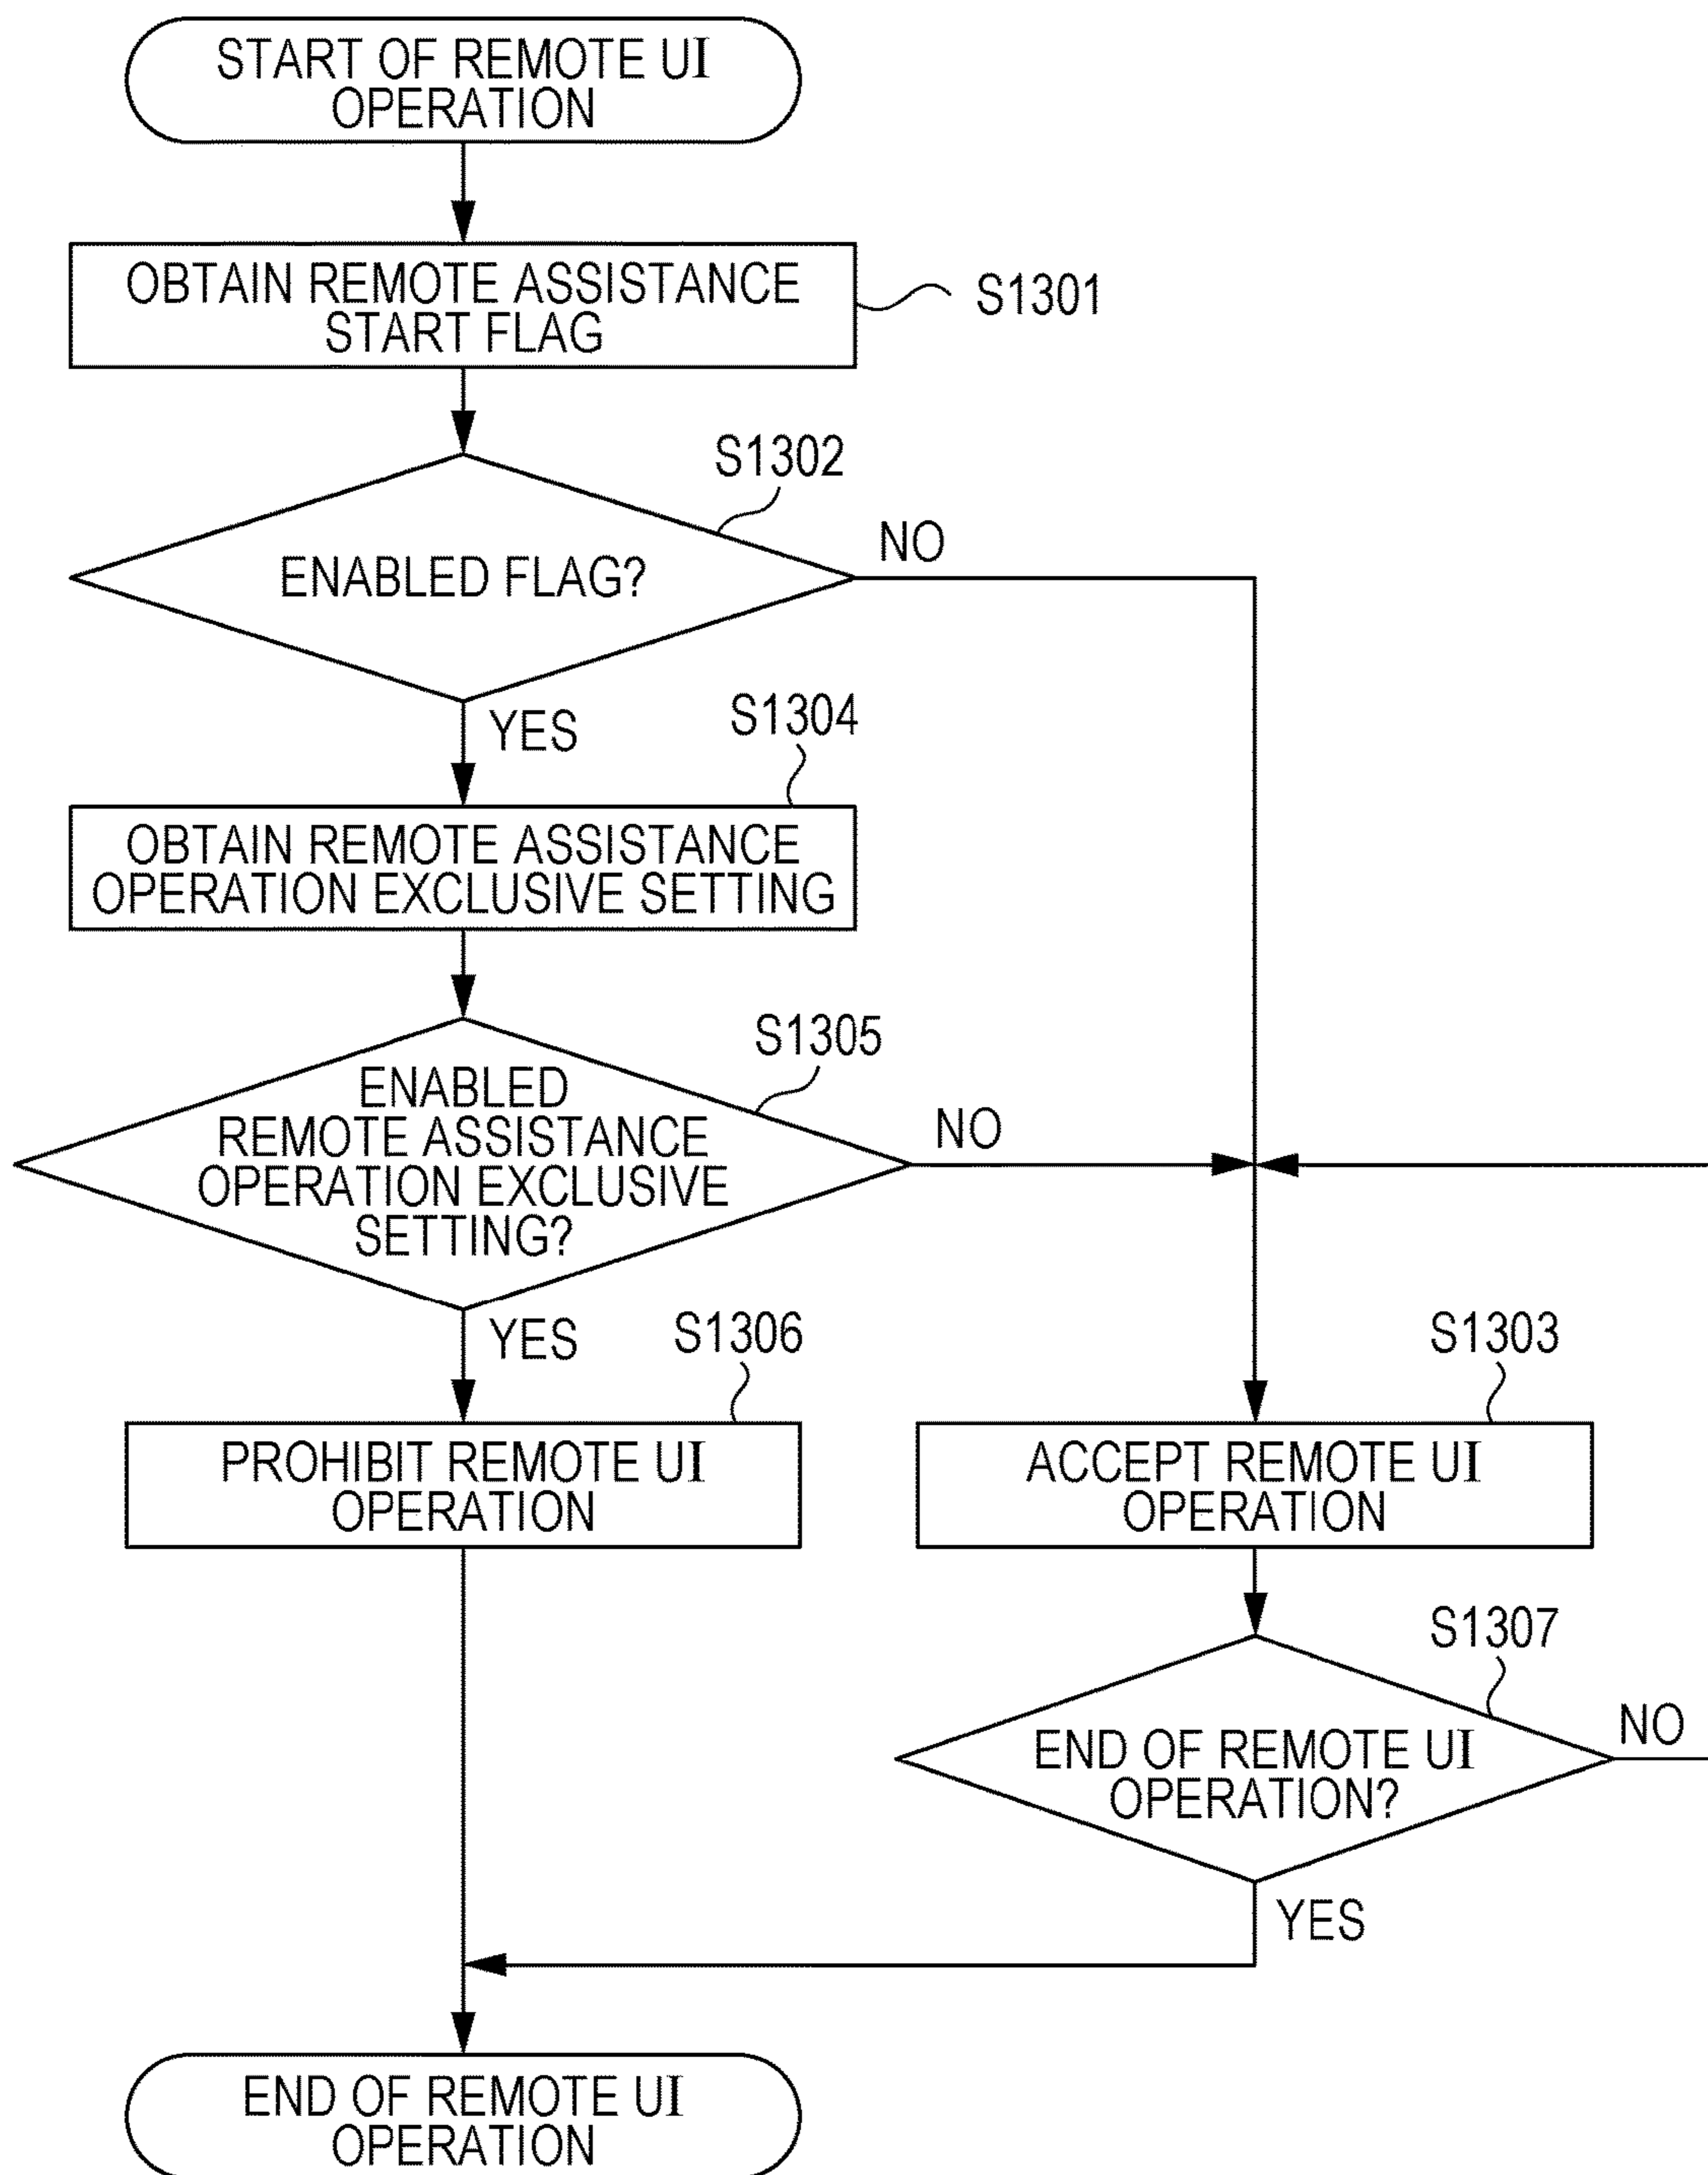 START OF REMOTE UI
OPERATION
OBTAIN REMOTE ASSISTANCE
START FLAG
S1301
S1302
ENABLED FLAG?
NO
YES
S1304
OBTAIN REMOTE ASSISTANCE
OPERATION EXCLUSIVE SETTING
S1305
ENABLED
REMOTE ASSISTANCE
OPERATION EXCLUSIVE
SETTING?
NO
YES
S1306
PROHIBIT REMOTE UI
OPERATION
S1303
ACCEPT REMOTE UI
OPERATION
S1307
END OF REMOTE UI
OPERATION?
NO
YES
END OF REMOTE UI
OPERATION